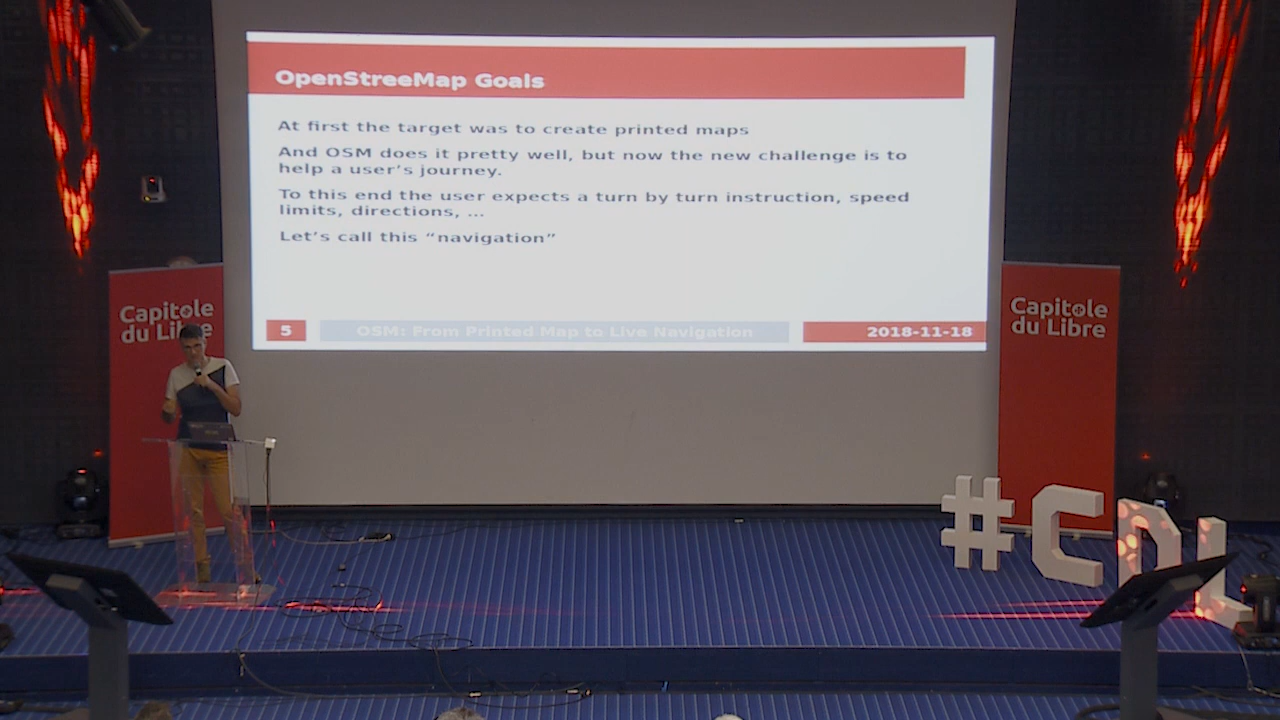 OpenStreeMap Goals
At first the target was to create printed maps
And OSM does it pretty well, but now the new challenge is to
help a user’s journey.
To this end the user expects a turn by turn instruction, speed
limits, directions, ...
Let’s call this “navigation”
5
OSM: From Printed Map to Live Navigation
2018-11-18
Capitole
du Libre
Capitole
du Libre
#CDL